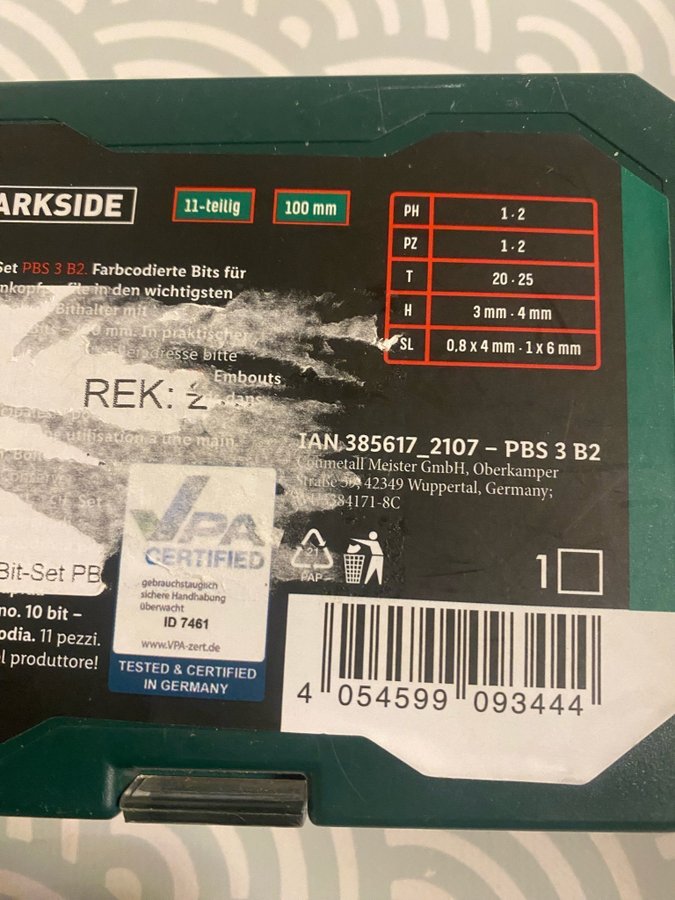 ARKSIDE
11-teilig
100 mm
PH 1 · 2
PZ 1 · 2
T 20 · 25
H 3 mm · 4 mm
SL 0,8 x 4 mm · 1 x 6 mm
Set PBS 3 B2. Farbcodierte Bits für
in den wichtigsten
Bithalter mit
mm. In praktischer
bitte
REK:
Embouts
dans
utilisation à une main.
Set
Bit-Set PB
no. 10 bit –
odia. 11 pezzi.
l produttore!
VPA
CERTIFIED
gebrauchstauglich
sichere Handhabung
überwacht
ID 7461
www.VPA-zert.de
TESTED & CERTIFIED
IN GERMANY
IAN 385617_2107 – PBS 3 B2
Conmetall Meister GmbH, Oberkamper
Straße 42349 Wuppertal, Germany;
21
PAP
1
4 054599 093444